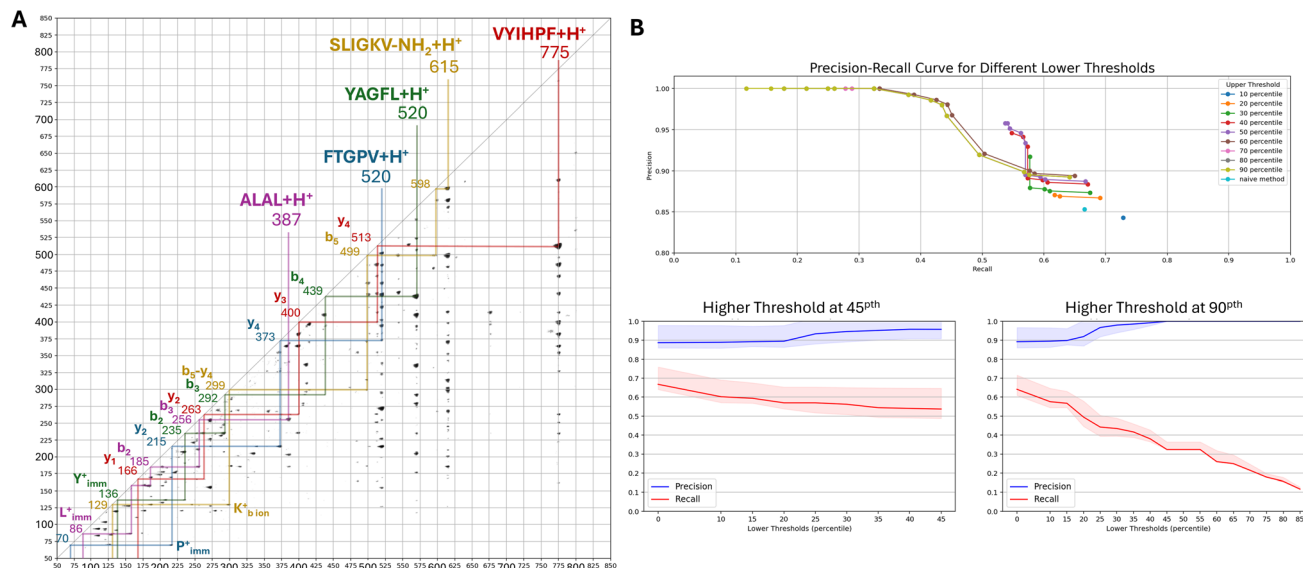 A
VYIHPF+H+
775
SLIGKV-NH2+H+
615
YAGFL+H+
520
FTGPV+H+
520
ALAL+H+
387
598
y4
513
b5
499
b4
439
y3
400
y4
373
b5-y4
299
b3
292
y2
263
b3
256
b2
235
y2
215
b2
185
y1
166
Y+imm
136
129
K+b ion
L+imm
86
70
P+imm
850
825
800
775
750
725
700
675
650
625
600
575
550
525
500
475
450
425
400
375
350
325
300
275
250
225
200
175
150
125
100
75
50
50 75 100 125 150 175 200 225 250 275 300 325 350 375 400 425 450 475 500 525 550 575 600 625 650 675 700 725 750 775 800 825 850
B
Precision-Recall Curve for Different Lower Thresholds
1.00
0.95
0.90
0.85
0.80
Precision
0.0 0.1 0.2 0.3 0.4 0.5 0.6 0.7 0.8 0.9 1.0
Recall
Upper Threshold
10 percentile
20 percentile
30 percentile
40 percentile
50 percentile
60 percentile
70 percentile
80 percentile
90 percentile
naive method
Higher Threshold at 45pth
1.0
0.9
0.8
0.7
0.6
0.5
0.4
0.3
0.2
0.1
0.0
Precision
Recall
0 10 15 20 25 30 35 40 45
Lower Thresholds (percentile)
Higher Threshold at 90pth
1.0
0.9
0.8
0.7
0.6
0.5
0.4
0.3
0.2
0.1
0.0
Precision
Recall
0 10 15 20 25 30 35 40 45 50 55 60 65 70 75 80 85
Lower Thresholds (percentile)